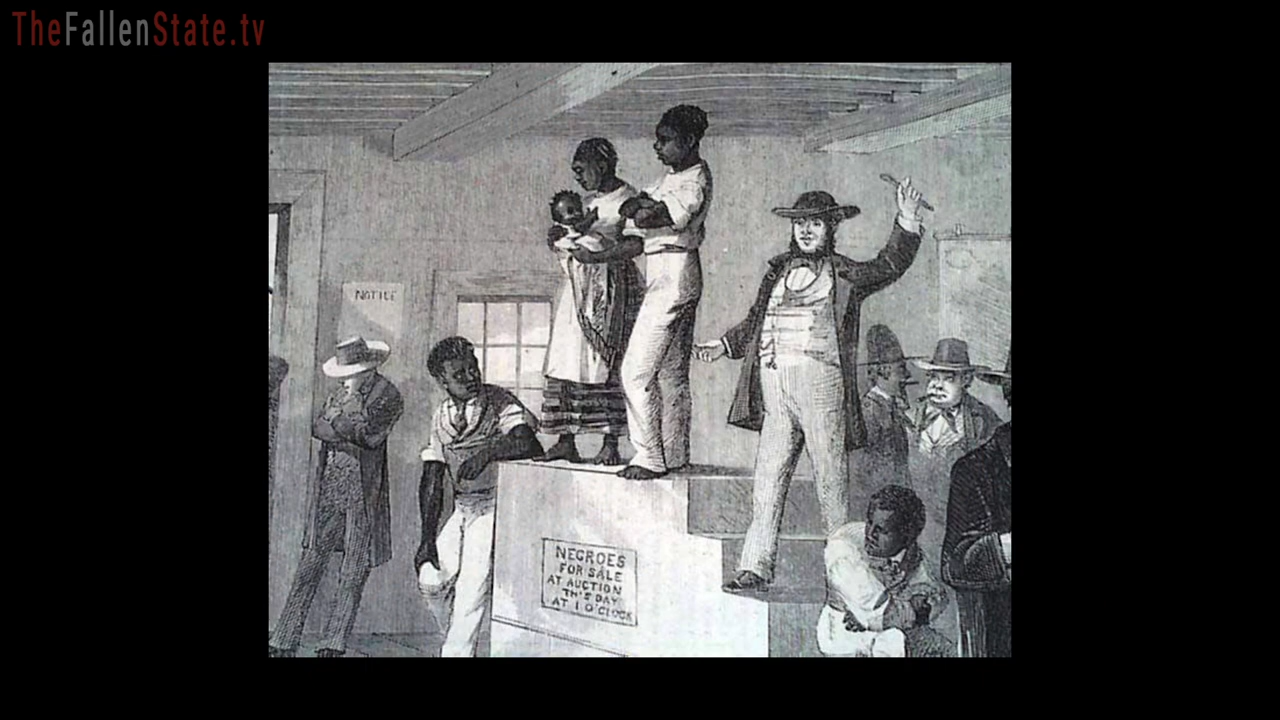 TheFallenState.tv
NOTICE
NEGROES
FOR SALE
AT AUCTION
THIS DAY
AT 1 O'CLOCK